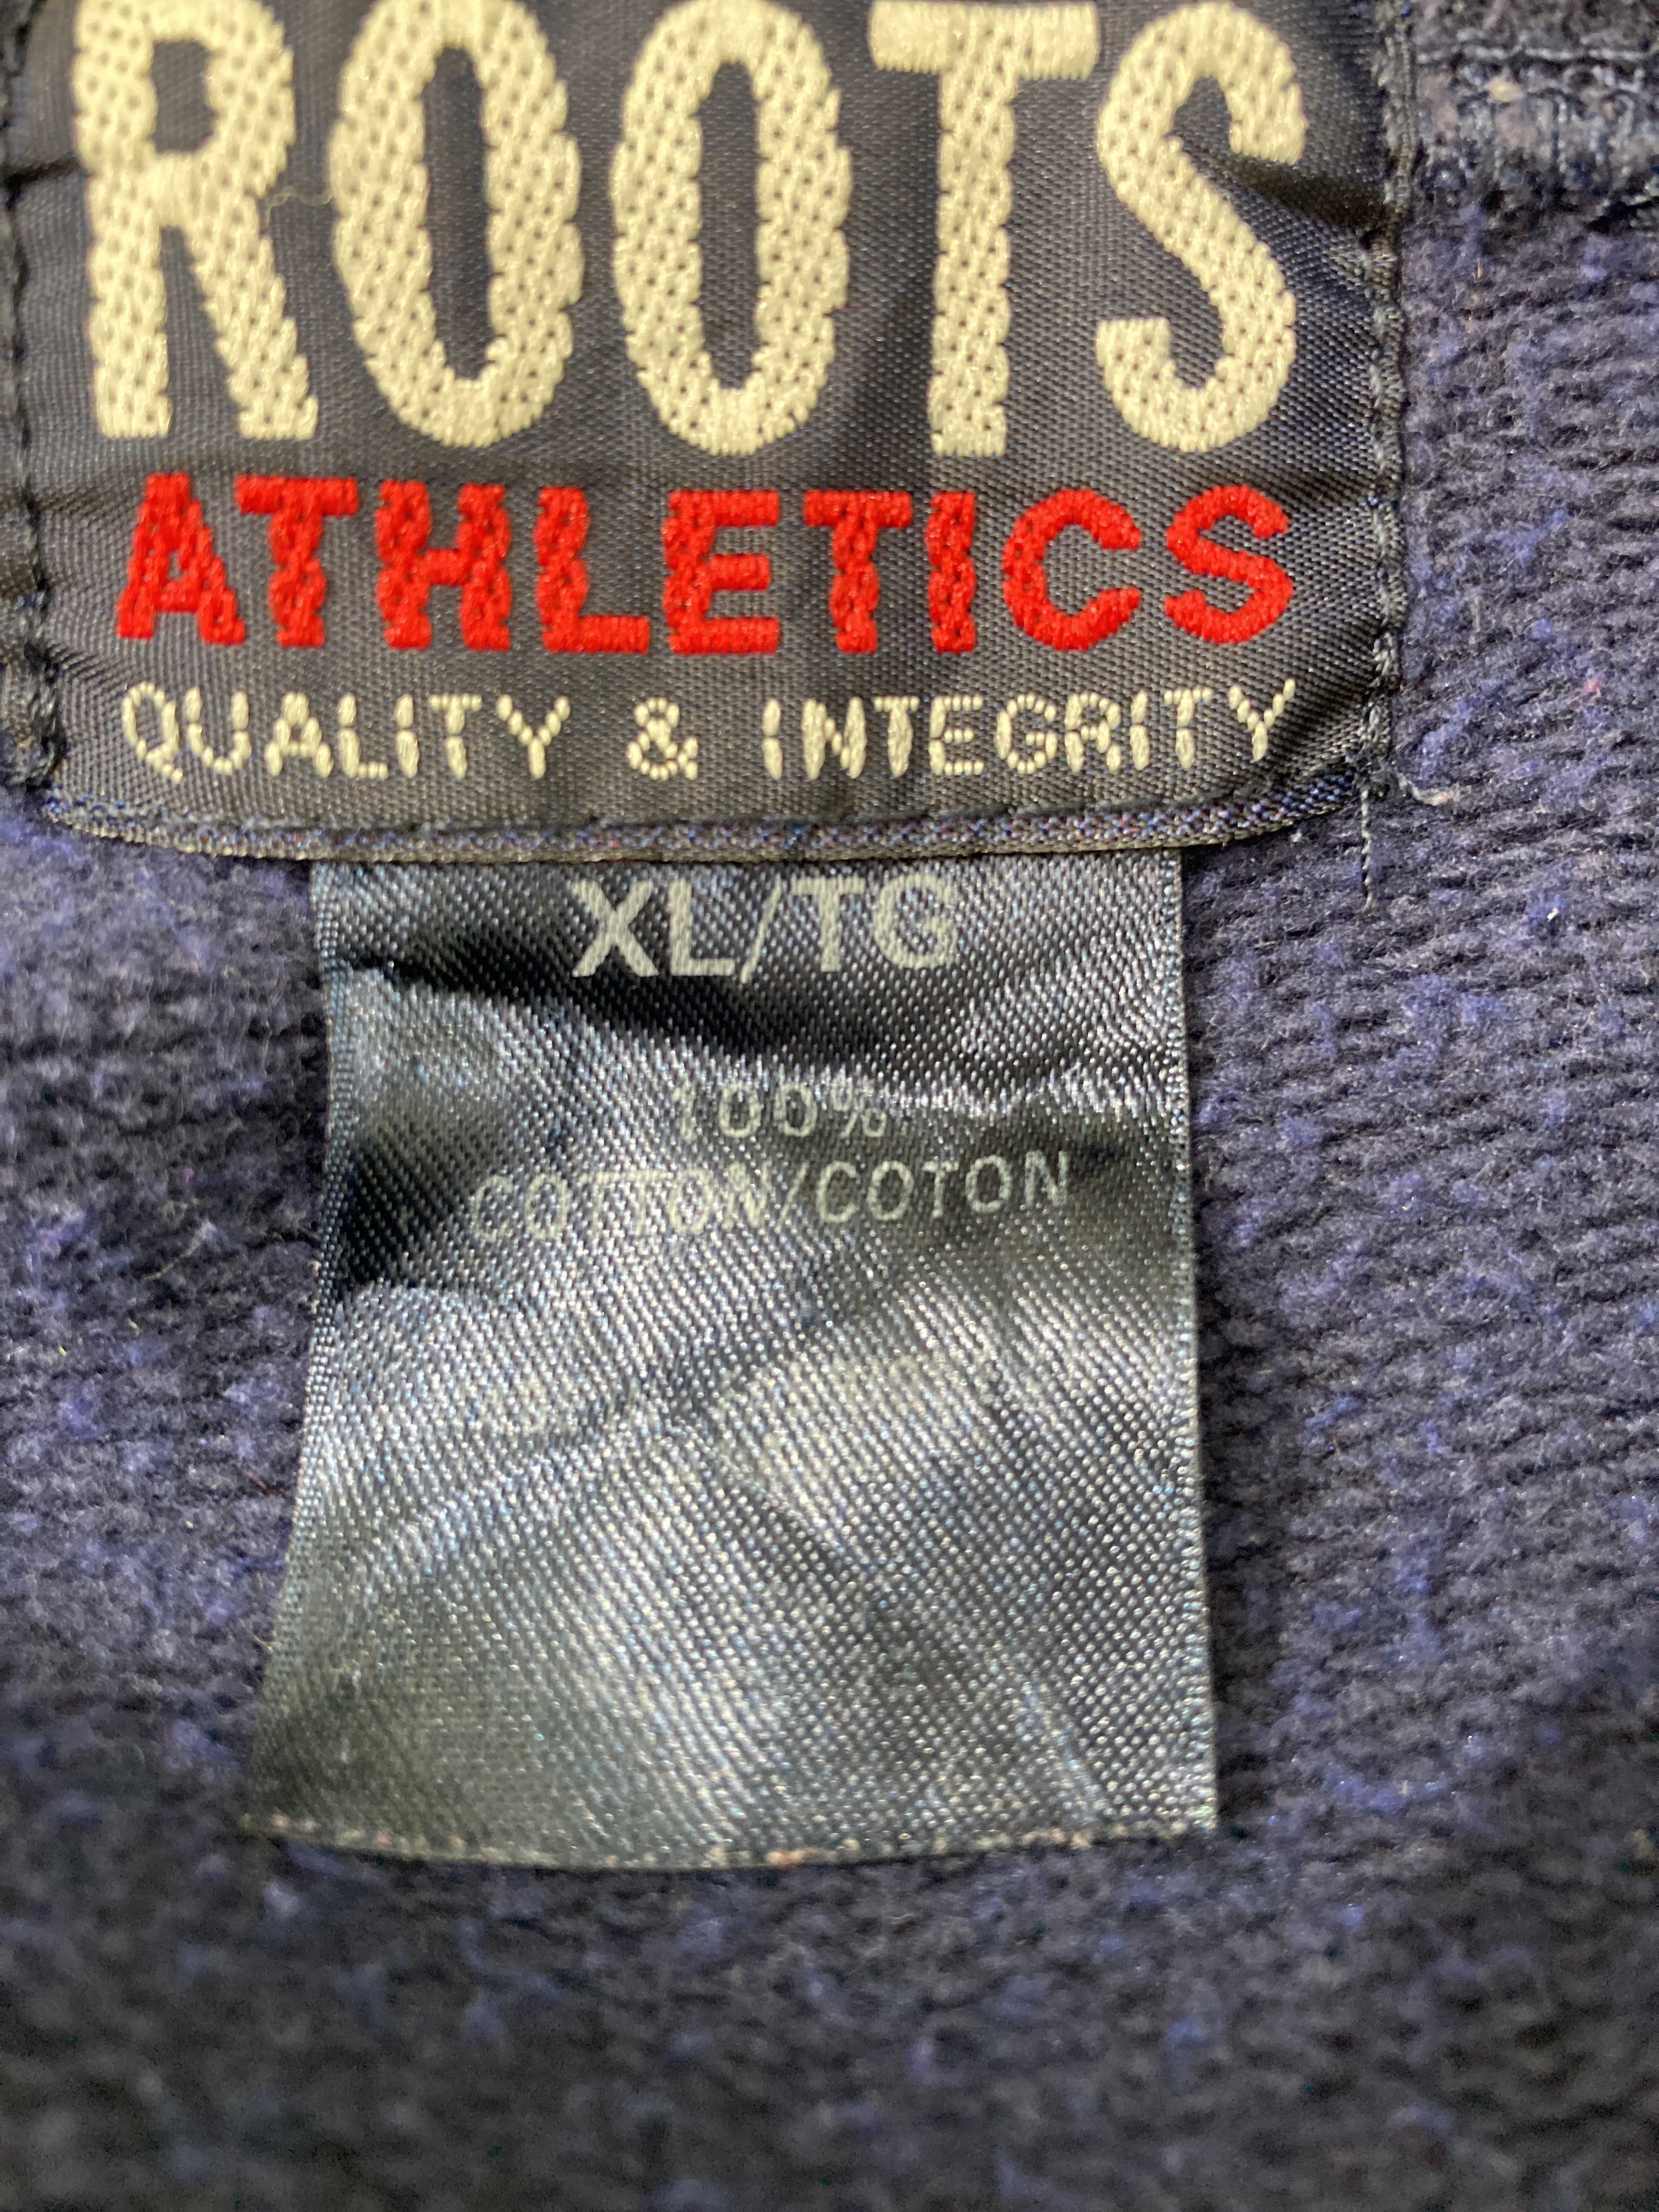 ROOTS
ATHLETICS
QUALITY & INTEGRITY
XL/TG
100%
COTTON/COTON